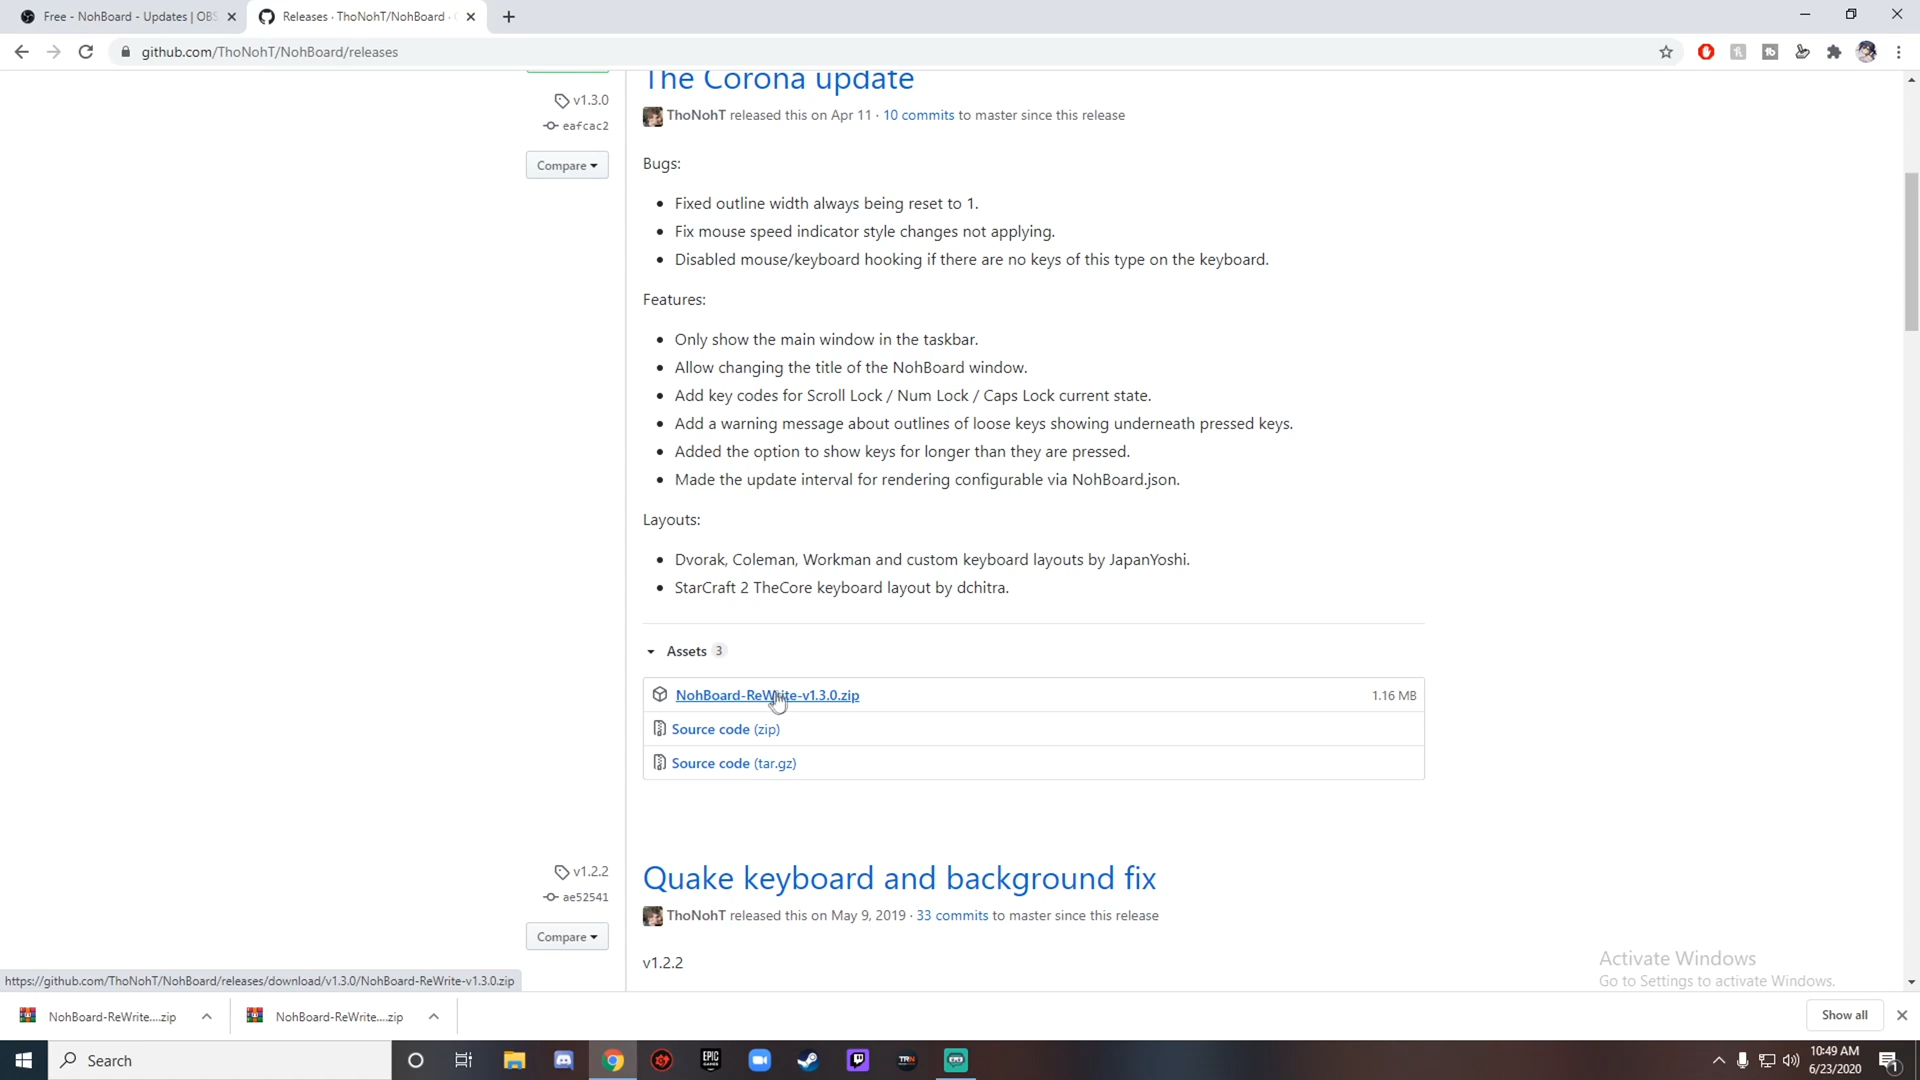 Free - NohBoard - Updates | OBS
Releases · ThoNohT/NohBoard ·
github.com/ThoNohT/NohBoard/releases
The Corona update
v1.3.0
ThoNohT released this on Apr 11 · 10 commits to master since this release
eafcac2
Compare
Bugs:
Fixed outline width always being reset to 1.
Fix mouse speed indicator style changes not applying.
Disabled mouse/keyboard hooking if there are no keys of this type on the keyboard.
Features:
Only show the main window in the taskbar.
Allow changing the title of the NohBoard window.
Add key codes for Scroll Lock / Num Lock / Caps Lock current state.
Add a warning message about outlines of loose keys showing underneath pressed keys.
Added the option to show keys for longer than they are pressed.
Made the update interval for rendering configurable via NohBoard.json.
Layouts:
Dvorak, Coleman, Workman and custom keyboard layouts by JapanYoshi.
StarCraft 2 TheCore keyboard layout by dchitra.
Assets 3
NohBoard-ReWrite-v1.3.0.zip 1.16 MB
Source code (zip)
Source code (tar.gz)
v1.2.2
Quake keyboard and background fix
ae52541
ThoNohT released this on May 9, 2019 · 33 commits to master since this release
Compare
v1.2.2
Activate Windows
Go to Settings to activate Windows.
https://github.com/ThoNohT/NohBoard/releases/download/v1.3.0/NohBoard-ReWrite-v1.3.0.zip
NohBoard-ReWrite....zip
NohBoard-ReWrite....zip
Show all
Search
EPIC
GAMES
TRN
10:49 AM
6/23/2020
1